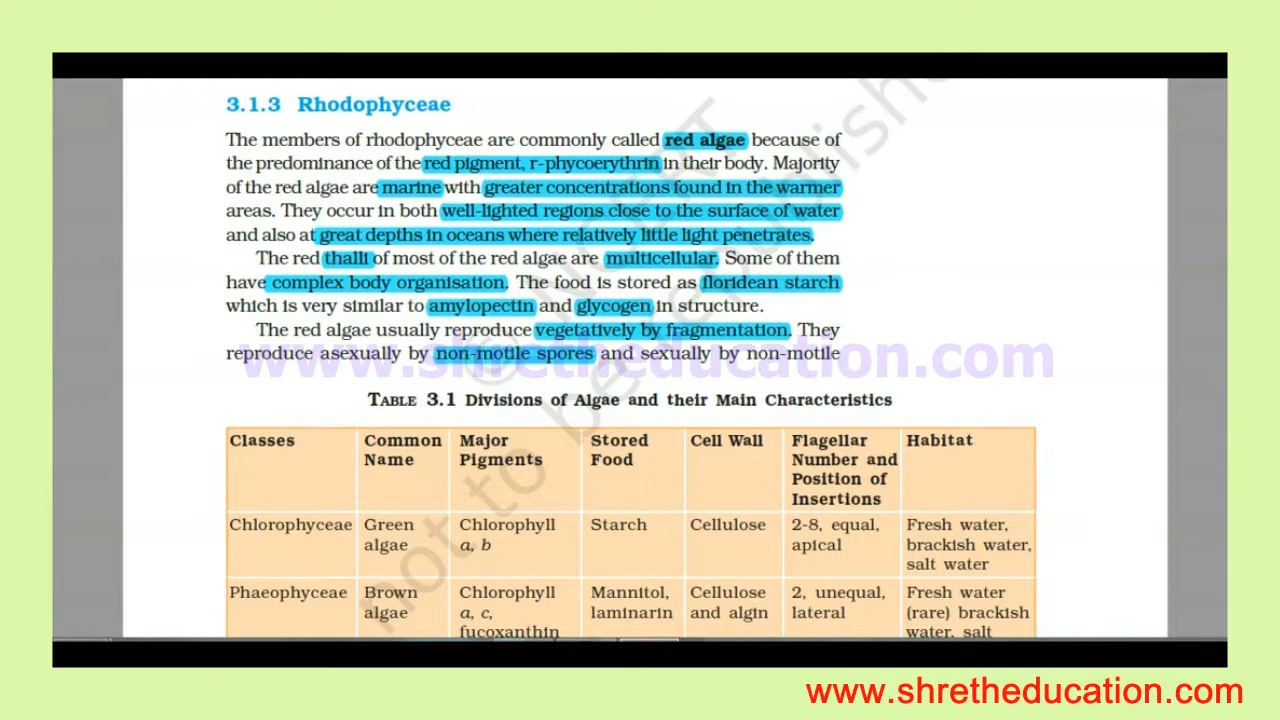 3.1.3 Rhodophyceae
The members of rhodophyceae are commonly called red algae because of
the predominance of the red pigment, r-phycoerythrin in their body. Majority
of the red algae are marine with greater concentrations found in the warmer
areas. They occur in both well-lighted regions close to the surface of water
and also at great depths in oceans where relatively little light penetrates.
The red thalli of most of the red algae are multicellular. Some of them
have complex body organisation. The food is stored as floridean starch
which is very similar to amylopectin and glycogen in structure.
The red algae usually reproduce vegetatively by fragmentation. They
reproduce asexually by non-motile spores and sexually by non-motile
www.shretheducation.com
© NCERT
not to be republished
TABLE 3.1 Divisions of Algae and their Main Characteristics
Classes Common Major Stored Cell Wall Flagellar Habitat
Name Pigments Food Number and
Position of
Insertions
Chlorophyceae Green Chlorophyll Starch Cellulose 2-8, equal, Fresh water,
algae a, b apical brackish water,
salt water
Phaeophyceae Brown Chlorophyll Mannitol, Cellulose 2, unequal, Fresh water
algae a, c, laminarin and algin lateral (rare) brackish
fucoxanthin water, salt
www.shretheducation.com